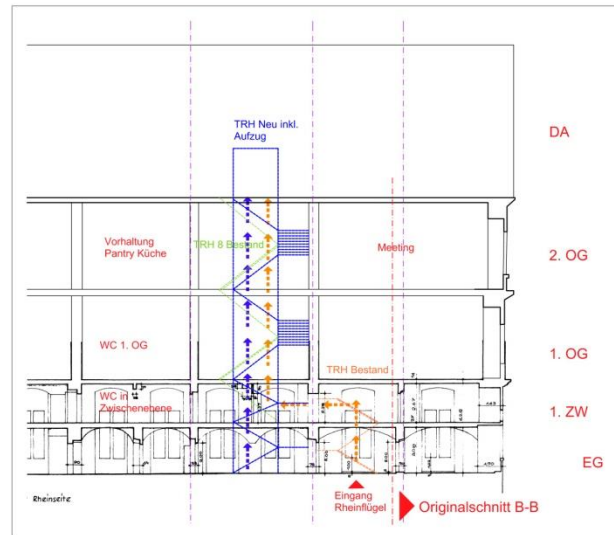 TRH Neu inkl.
Aufzug
DA
Vorhaltung
Pantry Küche
TRH 8 Bestand
Meeting
2. OG
WC 1. OG
1. OG
TRH Bestand
WC in
Zwischenebene
1. ZW
EG
Rheinseite
Eingang
Rheinflügel
Originalschnitt B-B